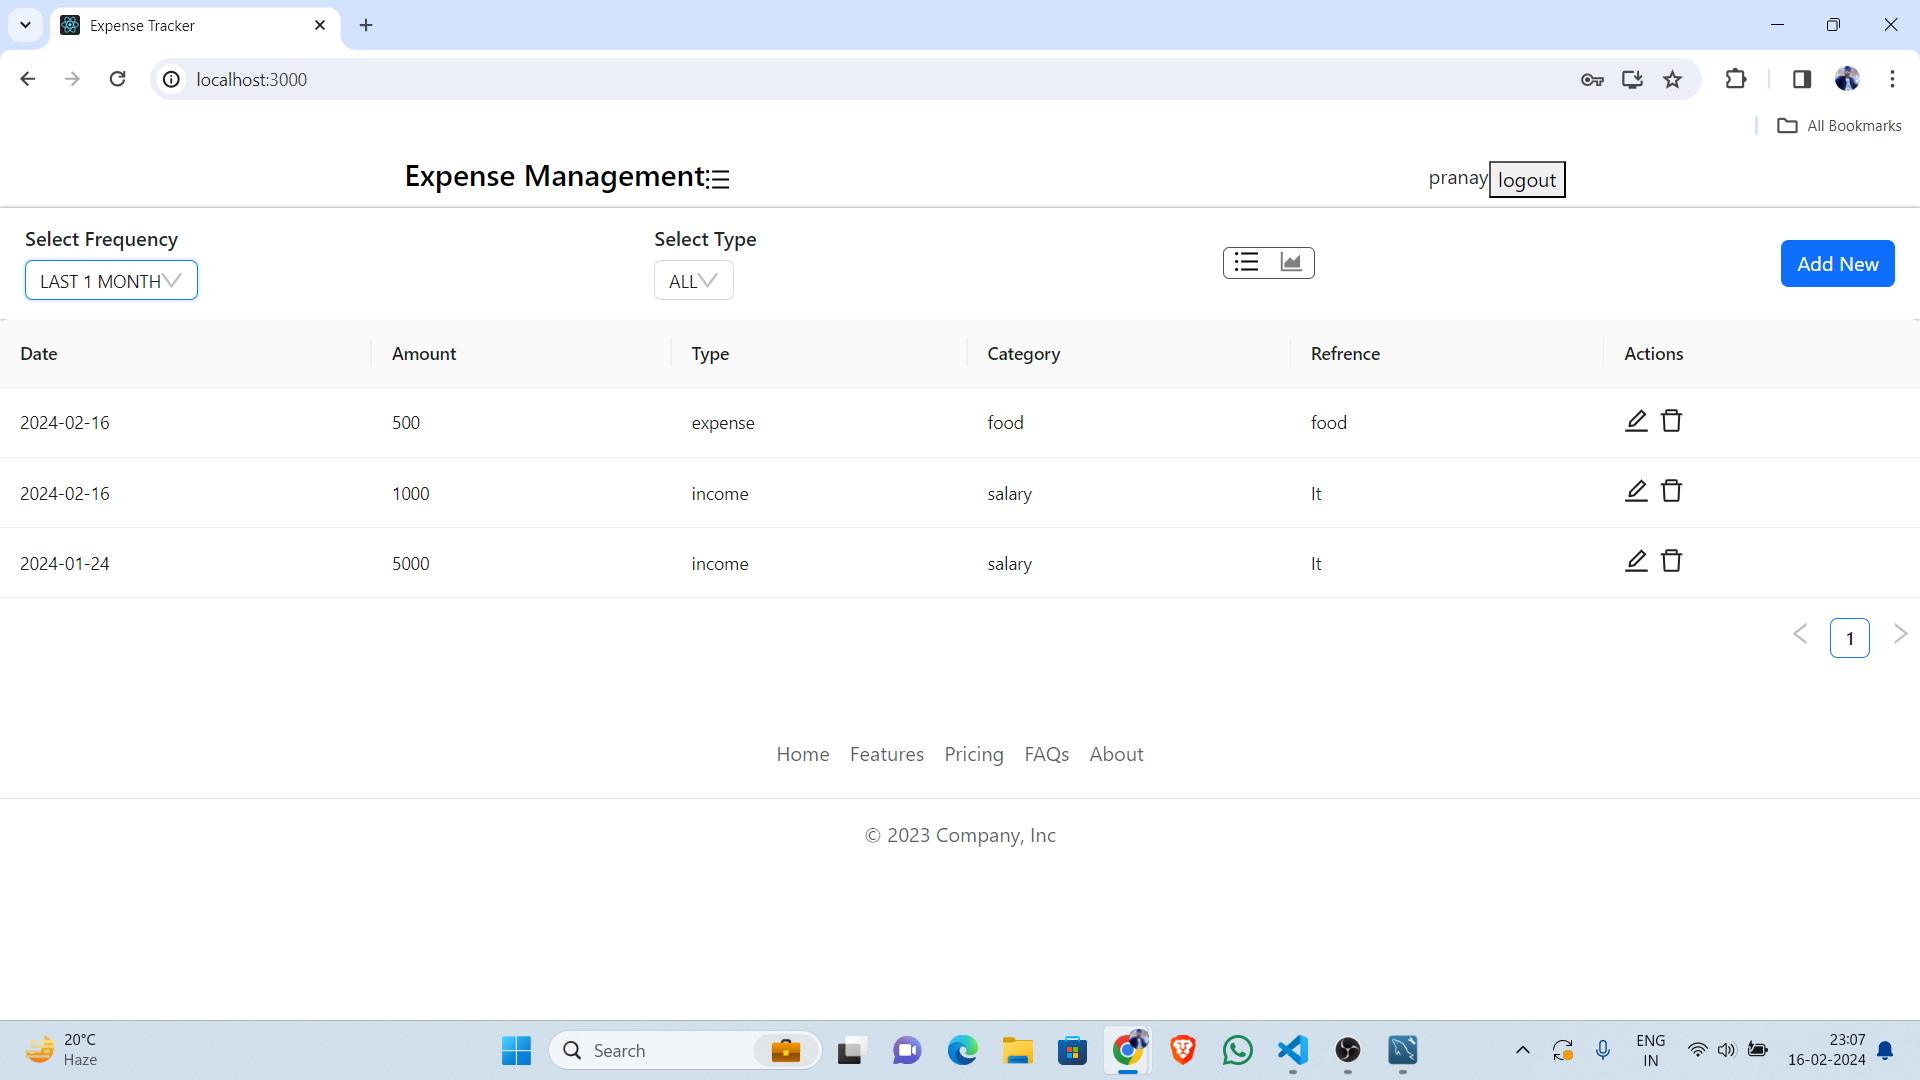 Expense Tracker
localhost:3000
All Bookmarks
Expense Management
pranay logout
Select Frequency Select Type
LAST 1 MONTH ALL
Add New
Date Amount Type Category Refrence Actions
2024-02-16 500 expense food food
2024-02-16 1000 income salary It
2024-01-24 5000 income salary It
1
Home Features Pricing FAQs About
© 2023 Company, Inc
20°C
Haze
Search
ENG
IN
23:07
16-02-2024